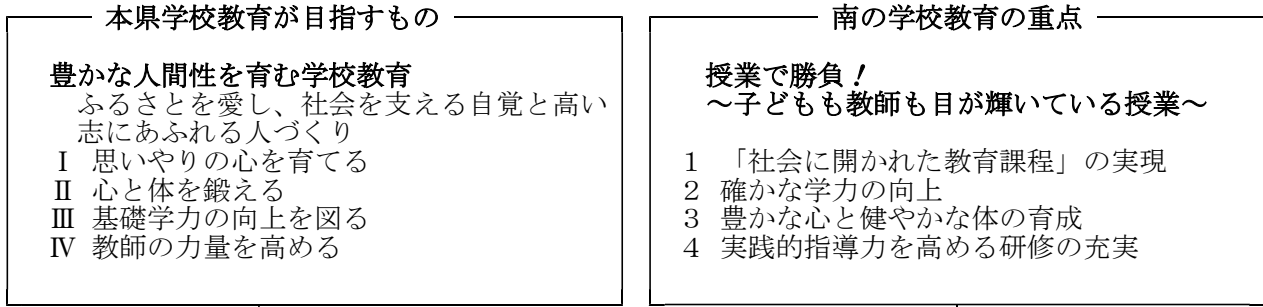 本県学校教育が目指すもの
豊かな人間性を育む学校教育
ふるさとを愛し、社会を支える自覚と高い
志にあふれる人づくり
Ⅰ 思いやりの心を育てる
Ⅱ 心と体を鍛える
Ⅲ 基礎学力の向上を図る
Ⅳ 教師の力量を高める
南の学校教育の重点
授業で勝負！
～子どもも教師も目が輝いている授業～
１ 「社会に開かれた教育課程」の実現
２ 確かな学力の向上
３ 豊かな心と健やかな体の育成
４ 実践的指導力を高める研修の充実